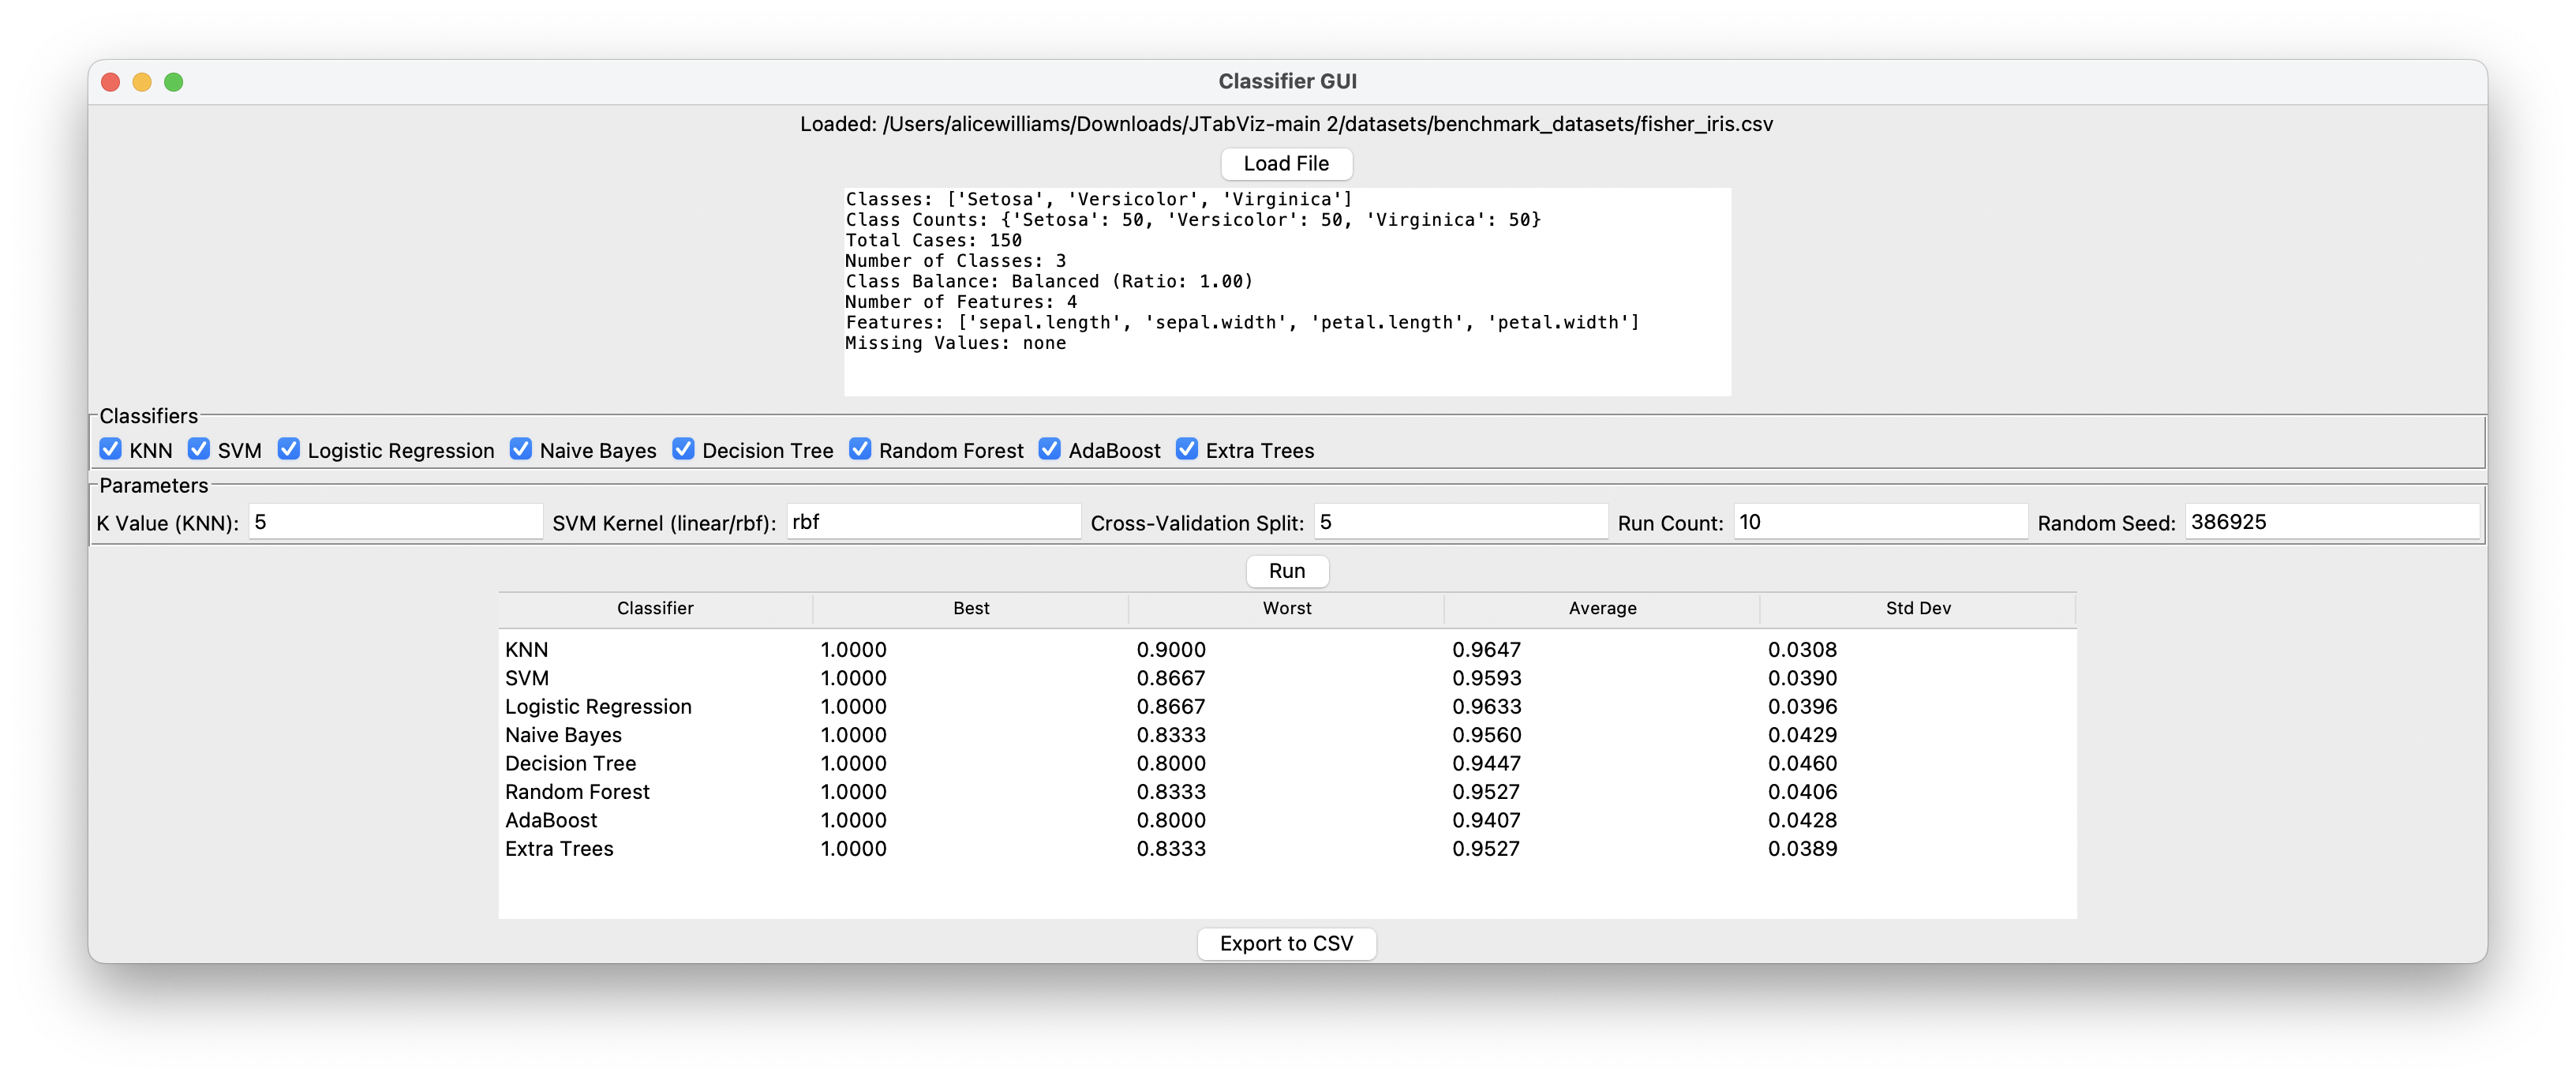 Classifier GUI
Loaded: /Users/alicewilliams/Downloads/JTabViz-main 2/datasets/benchmark_datasets/fisher_iris.csv
Load File
Classes: ['Setosa', 'Versicolor', 'Virginica']
Class Counts: {'Setosa': 50, 'Versicolor': 50, 'Virginica': 50}
Total Cases: 150
Number of Classes: 3
Class Balance: Balanced (Ratio: 1.00)
Number of Features: 4
Features: ['sepal.length', 'sepal.width', 'petal.length', 'petal.width']
Missing Values: none
Classifiers
KNN SVM Logistic Regression Naive Bayes Decision Tree Random Forest AdaBoost Extra Trees
Parameters
K Value (KNN): 5 SVM Kernel (linear/rbf): rbf Cross-Validation Split: 5 Run Count: 10 Random Seed: 386925
Run
Classifier Best Worst Average Std Dev
KNN 1.0000 0.9000 0.9647 0.0308
SVM 1.0000 0.8667 0.9593 0.0390
Logistic Regression 1.0000 0.8667 0.9633 0.0396
Naive Bayes 1.0000 0.8333 0.9560 0.0429
Decision Tree 1.0000 0.8000 0.9447 0.0460
Random Forest 1.0000 0.8333 0.9527 0.0406
AdaBoost 1.0000 0.8000 0.9407 0.0428
Extra Trees 1.0000 0.8333 0.9527 0.0389
Export to CSV